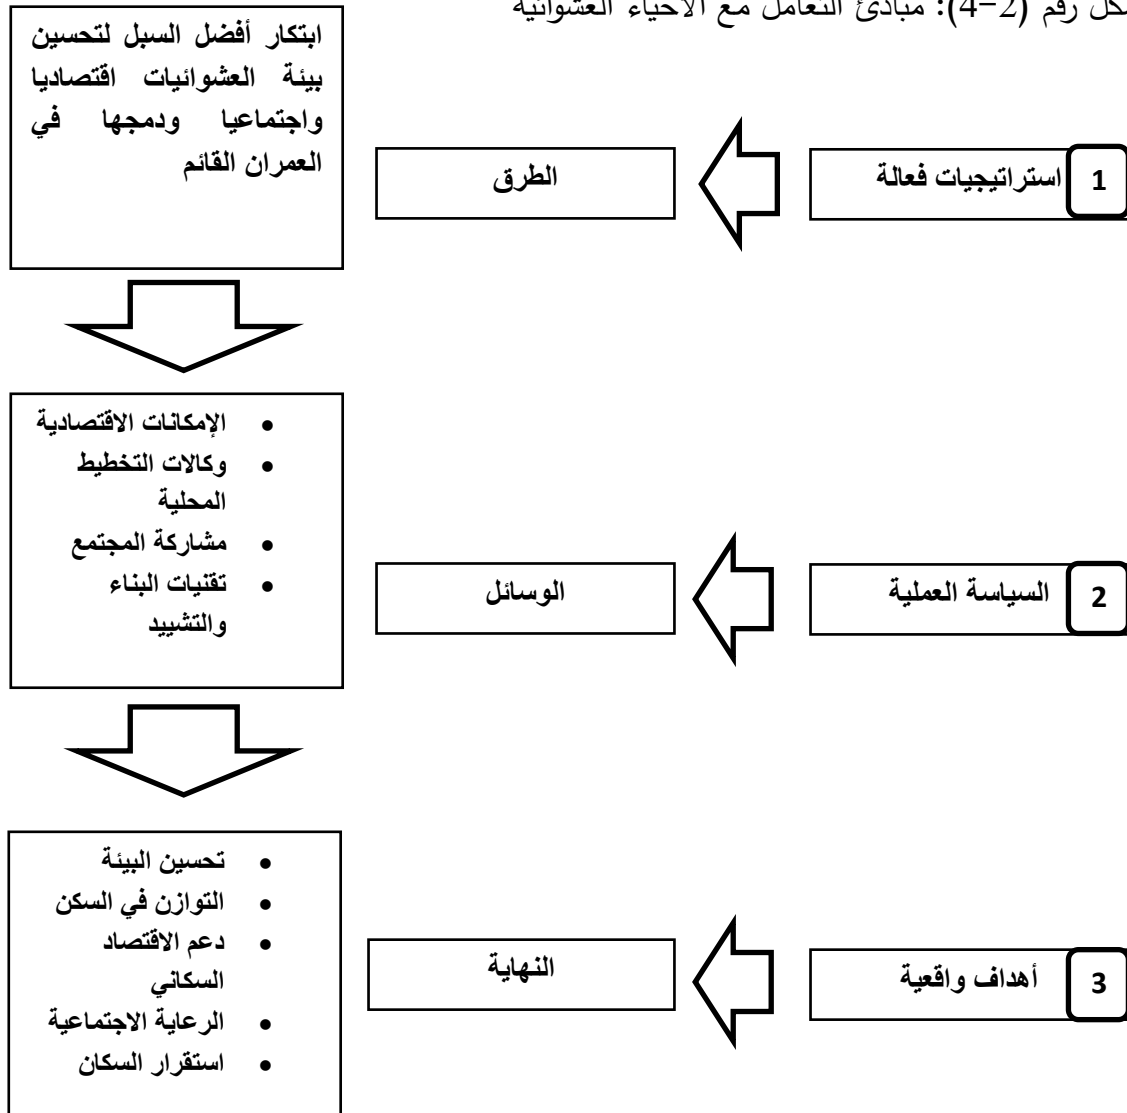 كل رقم (2-4): مبادئ التعامل مع الأحياء العشوائية
1
استراتيجيات فعالة
الطرق
ابتكار أفضل السبل لتحسين
بيئة العشوائيات اقتصاديا
واجتماعيا ودمجها في
العمران القائم
2
السياسة العملية
الوسائل
• الإمكانات الاقتصادية
• وكالات التخطيط
المحلية
• مشاركة المجتمع
• تقنيات البناء
والتشييد
3
أهداف واقعية
النهاية
• تحسين البيئة
• التوازن في السكن
• دعم الاقتصاد
السكاني
• الرعاية الاجتماعية
• استقرار السكان